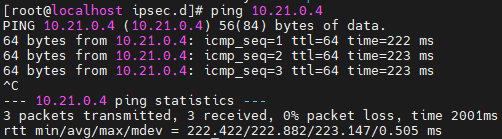 [root@localhost ipsec.d]# ping 10.21.0.4
PING 10.21.0.4 (10.21.0.4) 56(84) bytes of data.
64 bytes from 10.21.0.4: icmp_seq=1 ttl=64 time=222 ms
64 bytes from 10.21.0.4: icmp_seq=2 ttl=64 time=223 ms
64 bytes from 10.21.0.4: icmp_seq=3 ttl=64 time=223 ms
^C
--- 10.21.0.4 ping statistics ---
3 packets transmitted, 3 received, 0% packet loss, time 2001ms
rtt min/avg/max/mdev = 222.422/222.882/223.147/0.505 ms